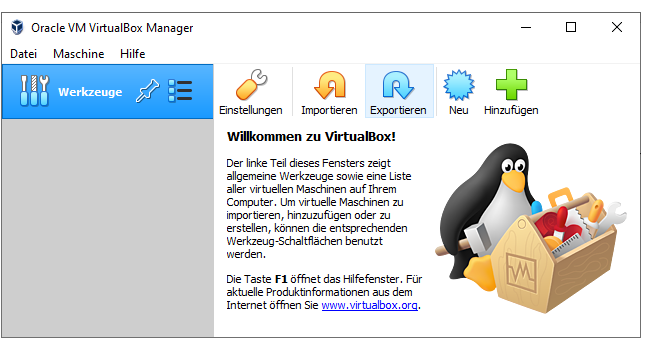 Oracle VM VirtualBox Manager
Datei Maschine Hilfe
Werkzeuge
Einstellungen Importieren Exportieren Neu Hinzufügen
Willkommen zu VirtualBox!
Der linke Teil dieses Fensters zeigt
allgemeine Werkzeuge sowie eine Liste
aller virtuellen Maschinen auf Ihrem
Computer. Um virtuelle Maschine zu
importieren, hinzuzufügen oder zu
erstellen, können die entsprechenden
Werkzeug-Schaltflächen benutzt
werden.
Die Taste F1 öffnet das Hilfefenster. Für
aktuelle Produktinformationen aus dem
Internet öffnen Sie www.virtualbox.org.